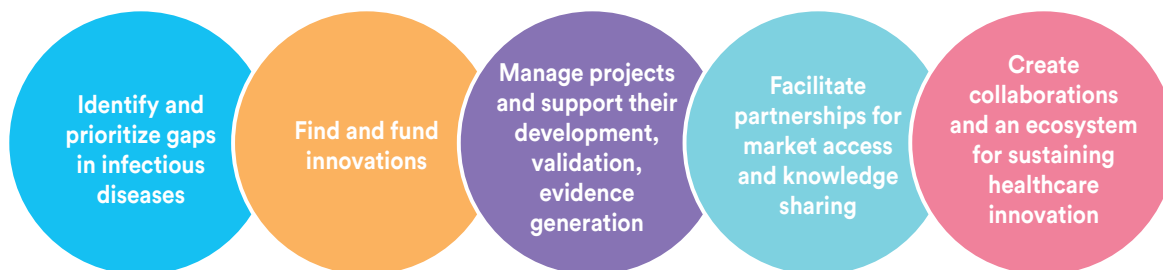 Identify and
prioritize gaps
in infectious
diseases
Find and fund
innovations
Manage projects
and support their
development,
validation,
evidence
generation
Facilitate
partnerships for
market access
and knowledge
sharing
Create
collaborations
and an ecosystem
for sustaining
healthcare
innovation